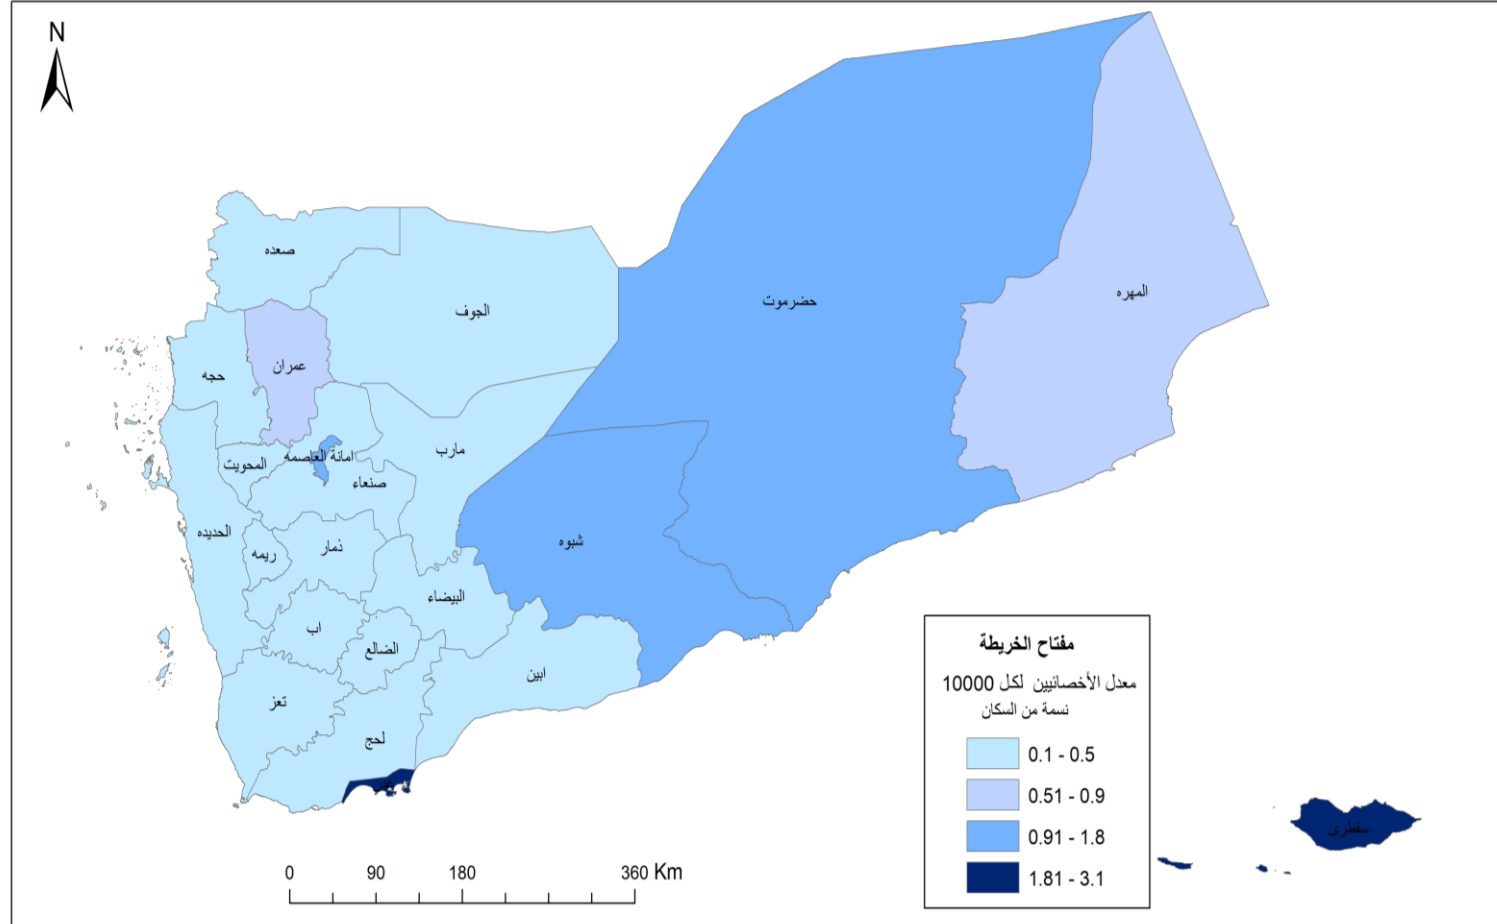 N
صعده
الجوف
حضرموت
المهره
عمران
حجه
مارب
امانة العاصمه
المحويت
صنعاء
الحديده
ذمار
ريمه
شبوه
البيضاء
اب
الضالع
ابين
تعز
لحج
سقطرى
مفتاح الخريطة
معدل الأخصائيين لكل 10000
نسمة من السكان
0.1 - 0.5
0.51 - 0.9
0.91 - 1.8
1.81 - 3.1
0 90 180 360 Km